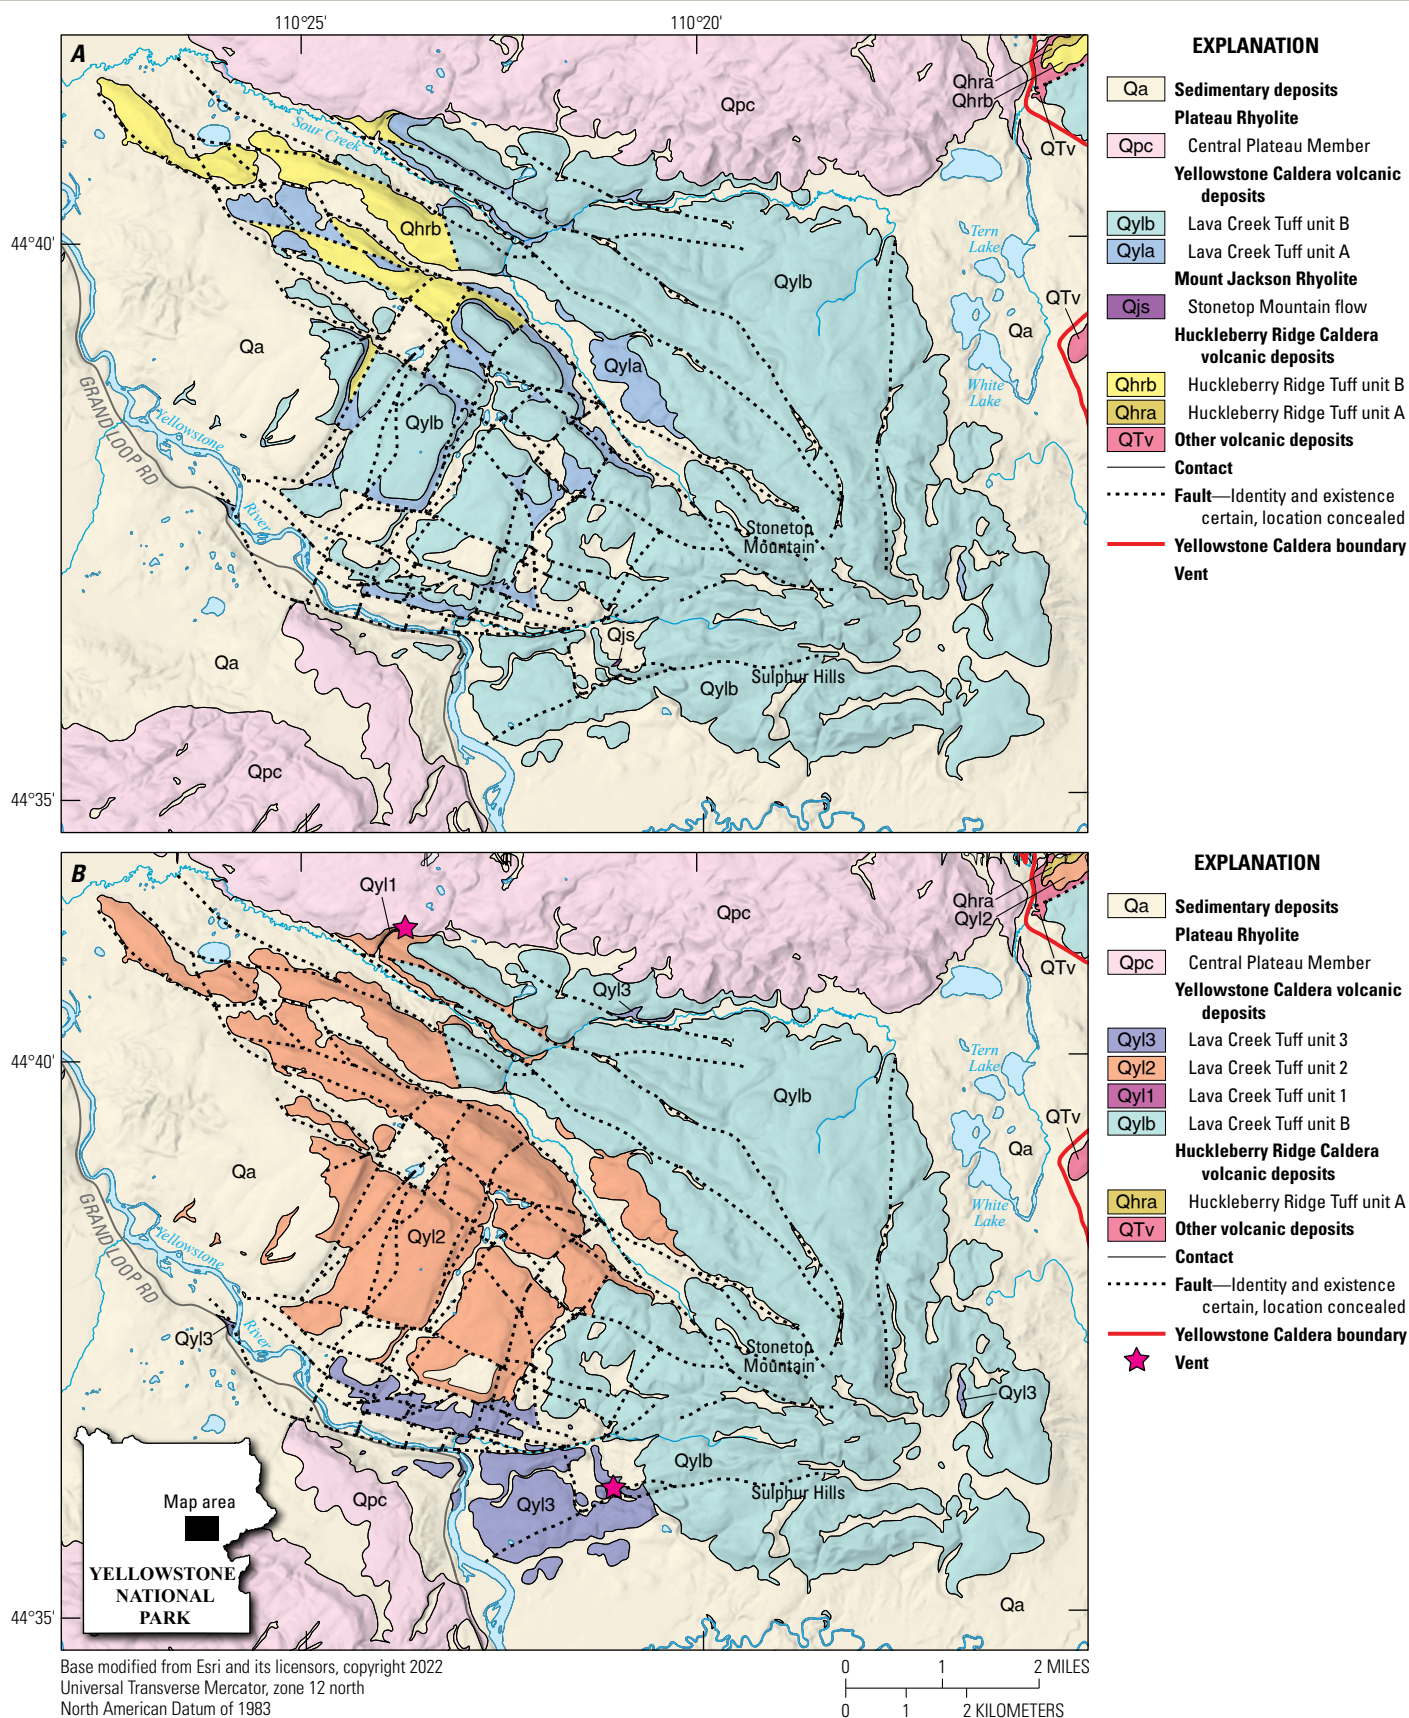 110°25'
110°20'
A
Qpc
Qhra
Qhrb
QTv
Sour Creek
Qhrb
44°40'
Tern
Lake
Qylb
QTv
Qa
Qa
Qyla
White
Lake
GRAND LOOP RD
Yellowstone
Qylb
River
Stonetop
Mountain
Qjs
Qa
Sulphur Hills
Qylb
Qpc
44°35'
EXPLANATION
Qa Sedimentary deposits
Plateau Rhyolite
Qpc Central Plateau Member
Yellowstone Caldera volcanic
deposits
Qylb Lava Creek Tuff unit B
Qyla Lava Creek Tuff unit A
Mount Jackson Rhyolite
Qjs Stonetop Mountain flow
Huckleberry Ridge Caldera
volcanic deposits
Qhrb Huckleberry Ridge Tuff unit B
Qhra Huckleberry Ridge Tuff unit A
QTv Other volcanic deposits
Contact
Fault—Identity and existence
certain, location concealed
Yellowstone Caldera boundary
Vent
B
Qyl1
Qpc
Qhra
Qyl2
QTv
Qyl3
44°40'
Tern
Lake
Qylb
QTv
Qa
Qa
White
Lake
GRAND LOOP RD
Yellowstone
Qyl2
River
Qyl3
Stonetop
Mountain
Qyl3
Qylb
Sulphur Hills
Qpc
Qyl3
Map area
YELLOWSTONE
NATIONAL
PARK
Qa
44°35'
EXPLANATION
Qa Sedimentary deposits
Plateau Rhyolite
Qpc Central Plateau Member
Yellowstone Caldera volcanic
deposits
Qyl3 Lava Creek Tuff unit 3
Qyl2 Lava Creek Tuff unit 2
Qyl1 Lava Creek Tuff unit 1
Qylb Lava Creek Tuff unit B
Huckleberry Ridge Caldera
volcanic deposits
Qhra Huckleberry Ridge Tuff unit A
QTv Other volcanic deposits
Contact
Fault—Identity and existence
certain, location concealed
Yellowstone Caldera boundary
Vent
Base modified from Esri and its licensors, copyright 2022
Universal Transverse Mercator, zone 12 north
North American Datum of 1983
0 1 2 MILES
0 1 2 KILOMETERS